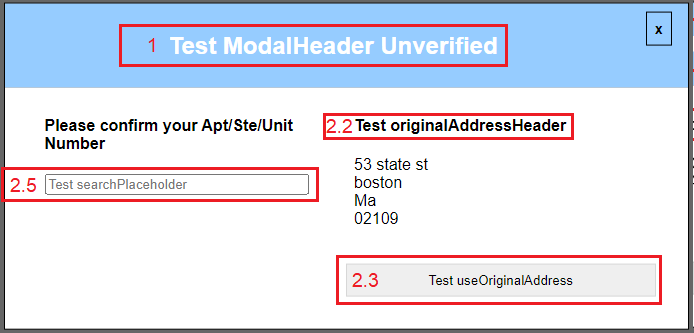 1 Test ModalHeader Unverified
x
Please confirm your Apt/Ste/Unit
Number
2.5 Test searchPlaceholder
2.2 Test originalAddressHeader
53 state st
boston
Ma
02109
2.3 Test useOriginalAddress